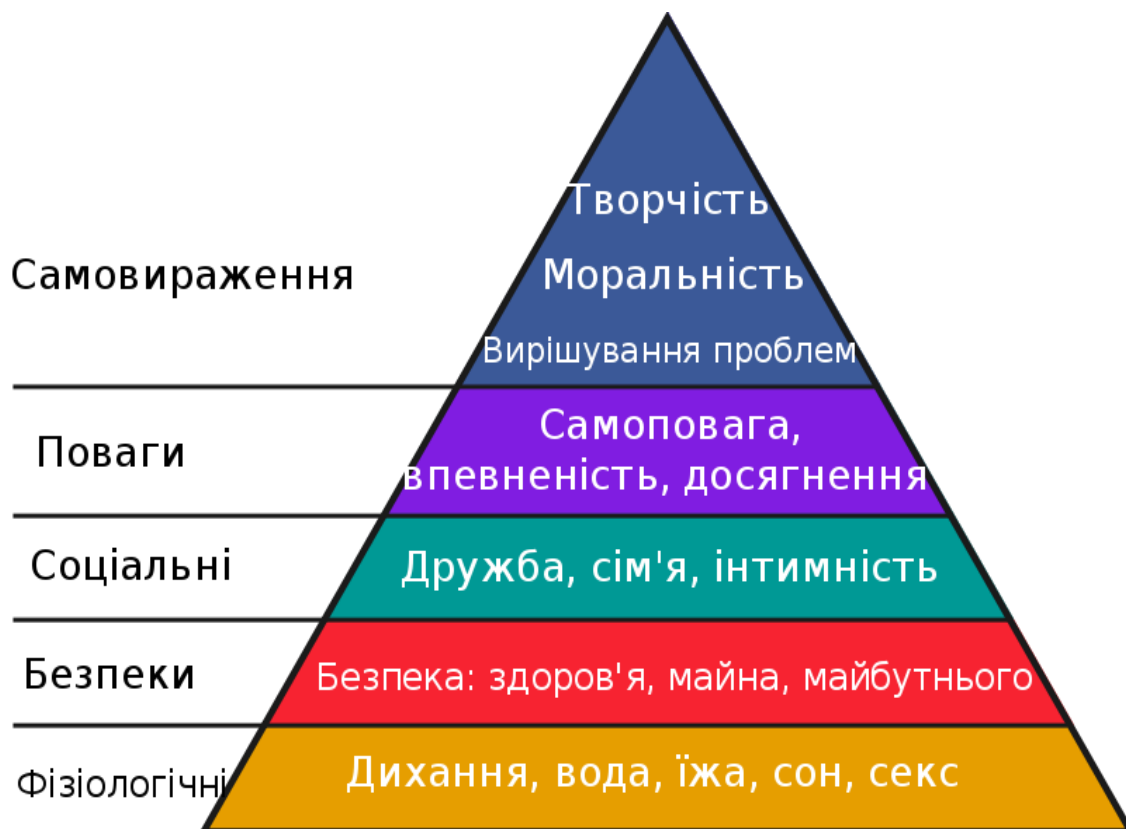 Творчість
Самовираження
Моральність
Вирішування проблем
Поваги
Самоповага,
впевненість, досягнення
Соціальні
Дружба, сім'я, інтимність
Безпеки
Безпека: здоров'я, майна, майбутнього
Фізіологічні
Дихання, вода, їжа, сон, секс